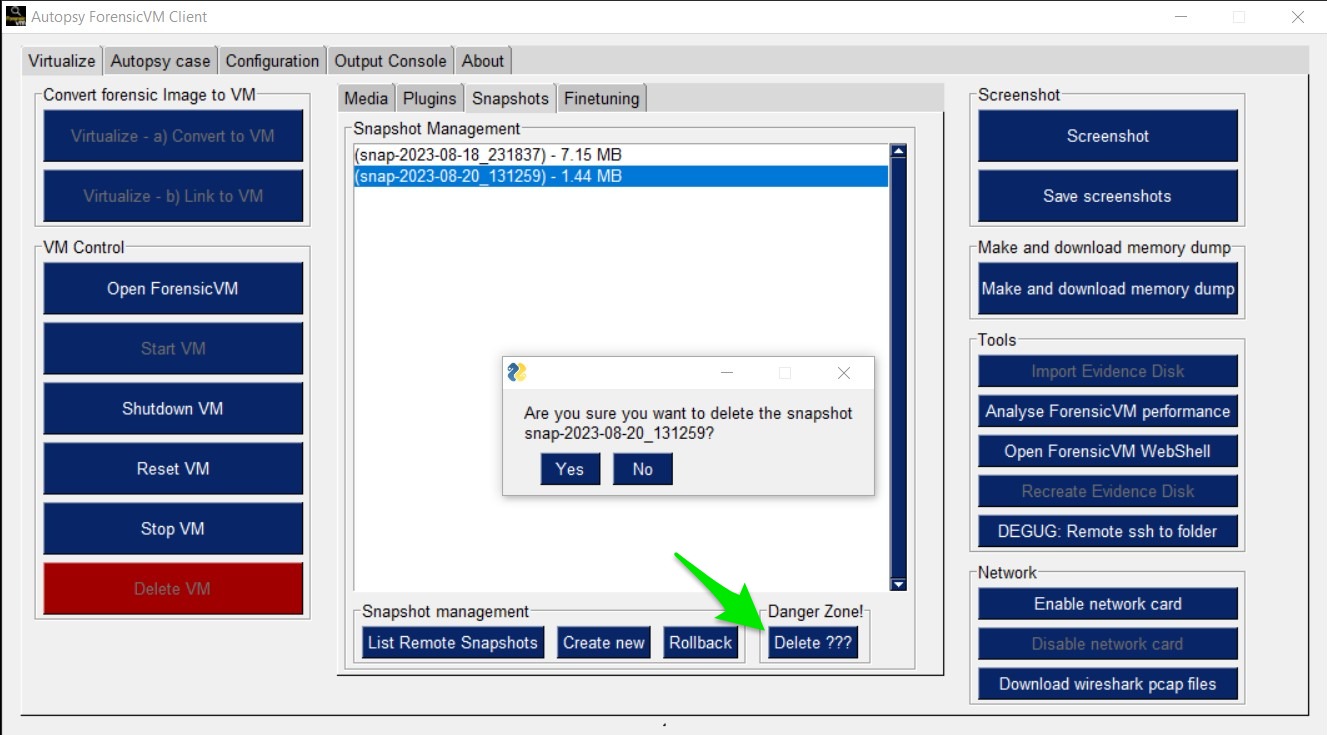 Autopsy ForensicVM Client
Virtualize
Autopsy case
Configuration
Output Console
About
Convert forensic Image to VM
Virtualize - a) Convert to VM
Virtualize - b) Link to VM
VM Control
Open ForensicVM
Start VM
Shutdown VM
Reset VM
Stop VM
Delete VM
Media
Plugins
Snapshots
Finetuning
Snapshot Management
(snap-2023-08-18_231837) - 7.15 MB
(snap-2023-08-20_131259) - 1.44 MB
Are you sure you want to delete the snapshot
snap-2023-08-20_131259?
Yes
No
Snapshot management
List Remote Snapshots
Create new
Rollback
Danger Zone!
Delete ???
Screenshot
Screenshot
Save screenshots
Make and download memory dump
Make and download memory dump
Tools
Import Evidence Disk
Analyse ForensicVM performance
Open ForensicVM WebShell
Recreate Evidence Disk
DEGUG: Remote ssh to folder
Network
Enable network card
Disable network card
Download wireshark pcap files